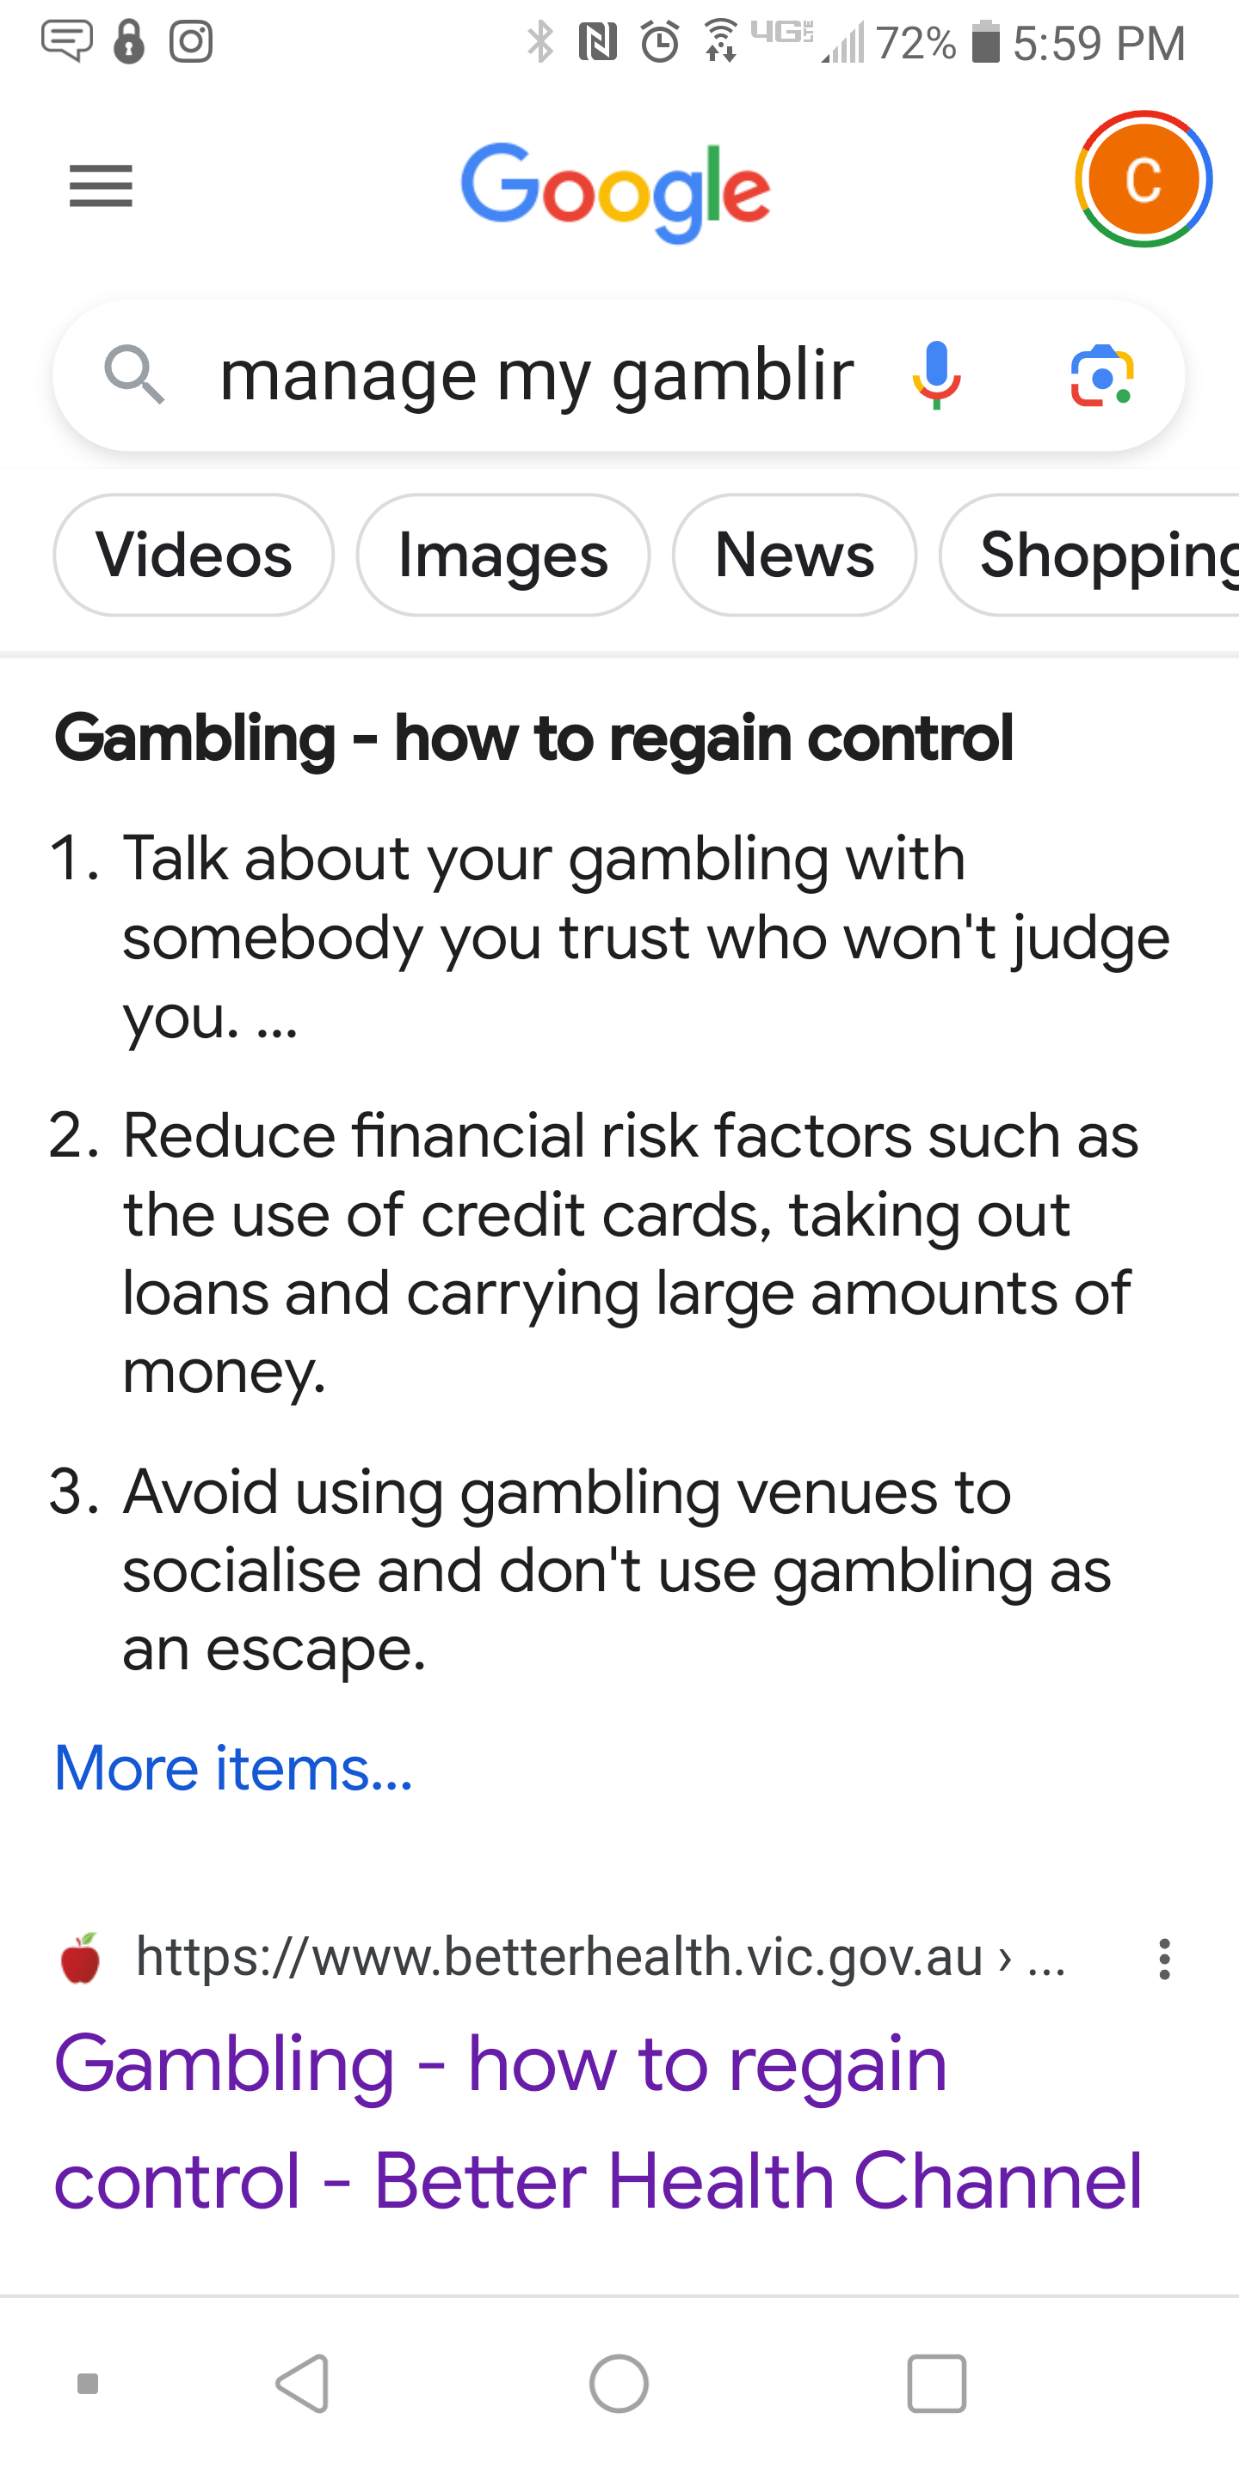 4G LTE 72% 5:59 PM
Google
C
manage my gamblin
Videos Images News Shopping
Gambling - how to regain control
1. Talk about your gambling with
somebody you trust who won't judge
you. ...
2. Reduce financial risk factors such as
the use of credit cards, taking out
loans and carrying large amounts of
money.
3. Avoid using gambling venues to
socialise and don't use gambling as
an escape.
More items...
https://www.betterhealth.vic.gov.au › ...
Gambling - how to regain
control - Better Health Channel